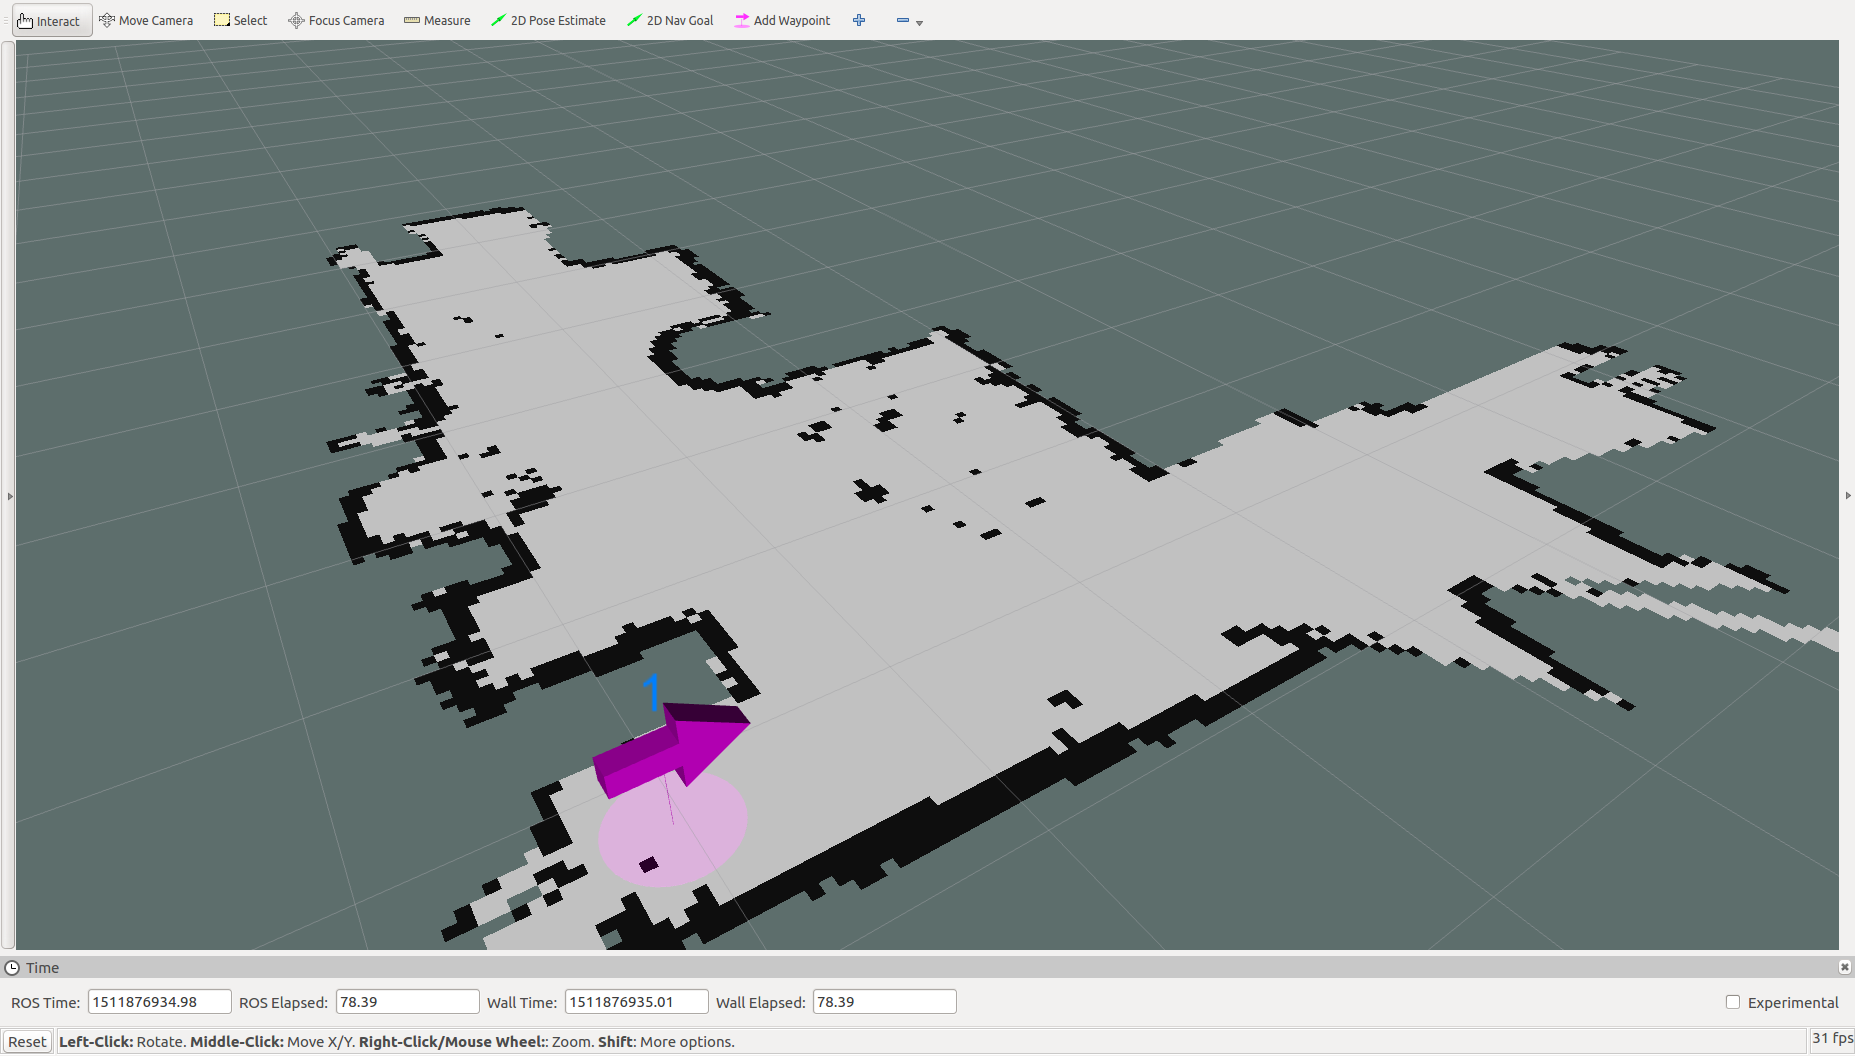 Interact Move Camera Select Focus Camera Measure 2D Pose Estimate 2D Nav Goal Add Waypoint
1
Time
ROS Time: 1511876934.98 ROS Elapsed: 78.39 Wall Time: 1511876935.01 Wall Elapsed: 78.39 Experimental
Reset Left-Click: Rotate. Middle-Click: Move X/Y. Right-Click/Mouse Wheel:: Zoom. Shift: More options. 31 fps